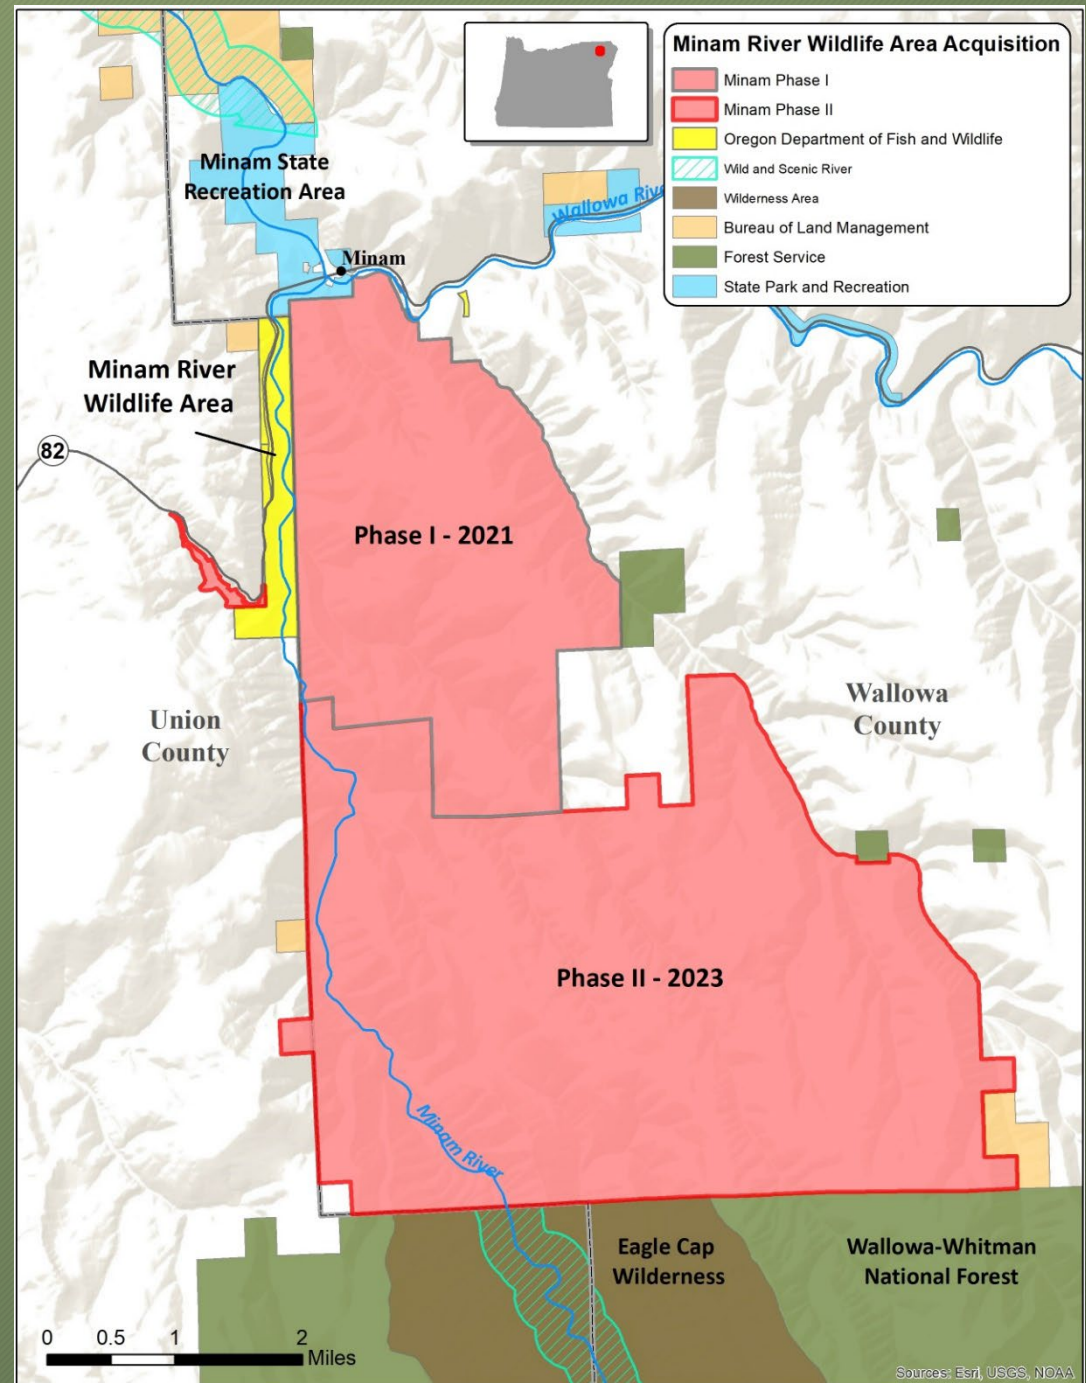 Minam River Wildlife Area Acquisition
Minam Phase I
Minam Phase II
Oregon Department of Fish and Wildlife
Wild and Scenic River
Wilderness Area
Bureau of Land Management
Forest Service
State Park and Recreation
Minam State
Recreation Area
Wallowa
Minam
Minam River
Wildlife Area
82
Phase I - 2021
Union
County
Wallowa
County
Phase II - 2023
Minam River
Eagle Cap
Wilderness
Wallowa-Whitman
National Forest
0 0.5 1 2
Miles
Sources: Esri, USGS, NOAA